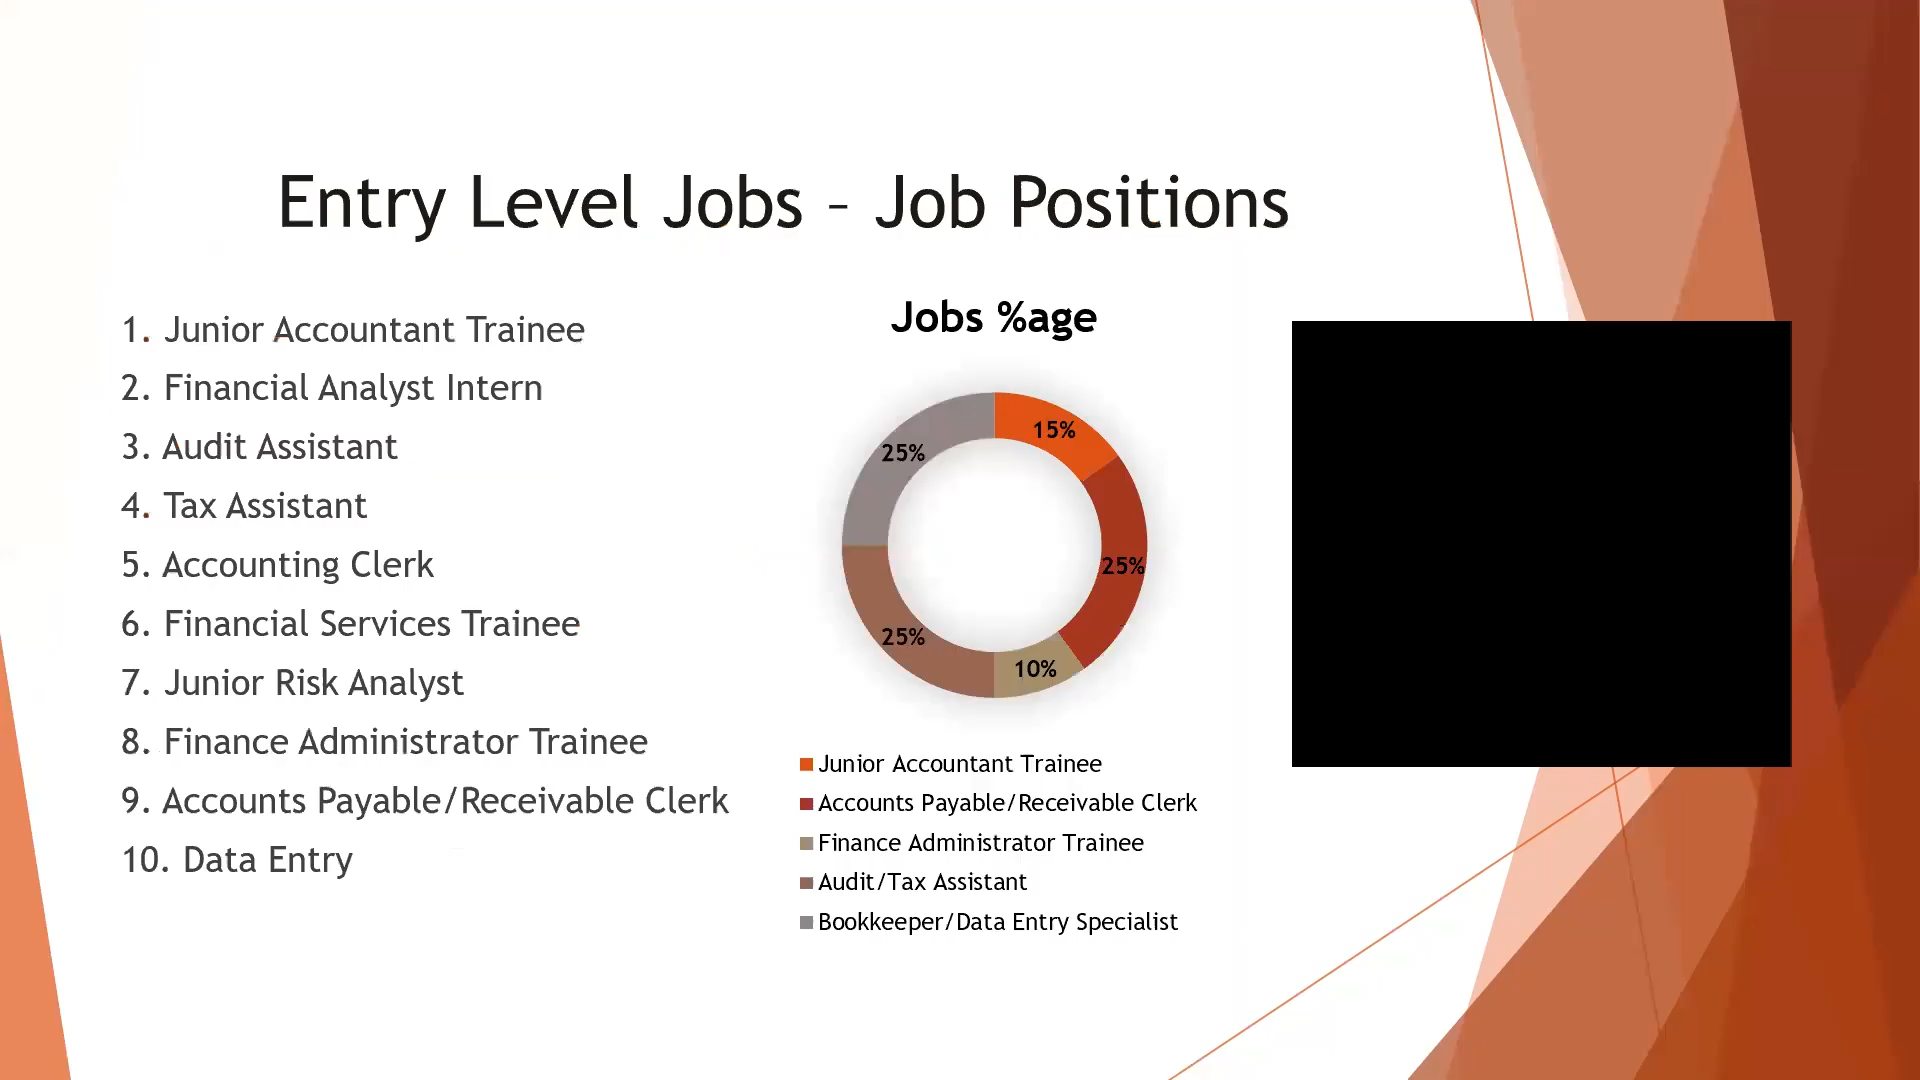 Entry Level Jobs – Job Positions
1. Junior Accountant Trainee
2. Financial Analyst Intern
3. Audit Assistant
4. Tax Assistant
5. Accounting Clerk
6. Financial Services Trainee
7. Junior Risk Analyst
8. Finance Administrator Trainee
9. Accounts Payable/Receivable Clerk
10. Data Entry
Jobs %age
15%
25%
25%
10%
25%
Junior Accountant Trainee
Accounts Payable/Receivable Clerk
Finance Administrator Trainee
Audit/Tax Assistant
Bookkeeper/Data Entry Specialist